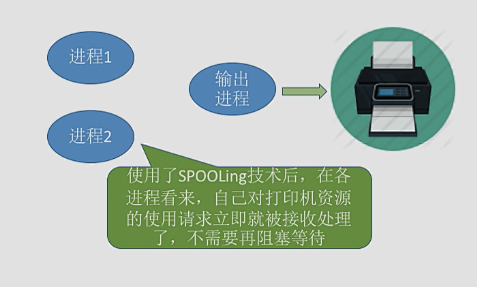 进程1
输出
进程
进程2
使用了SPOOLing技术后，在各
进程看来，自己对打印机资源
的使用请求立即就被接收处理
了，不需要再阻塞等待